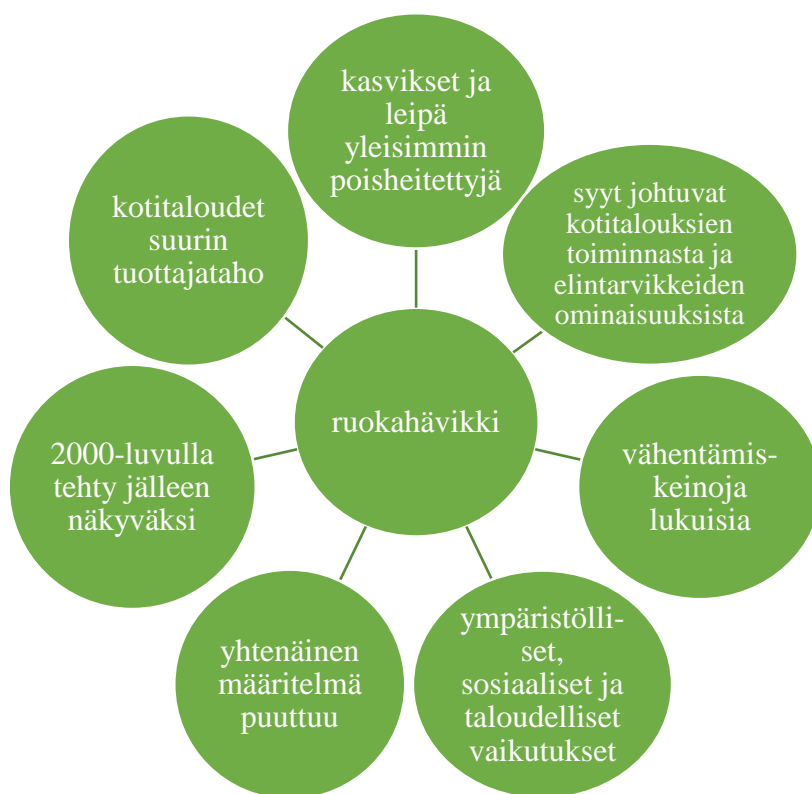 kasvikset ja
leipä
yleisimmin
poisheitettyjä
syyt johtuvat
kotitalouksien
toiminnasta ja
elintarvikkeiden
ominaisuuksista
vähentämis-
keinoja
lukuisia
ympäristölli-
set,
sosiaaliset ja
taloudelliset
vaikutukset
yhtenäinen
määritelmä
puuttuu
2000-luvulla
tehty jälleen
näkyväksi
kotitaloudet
suurin
tuottajataho
ruokahävikki